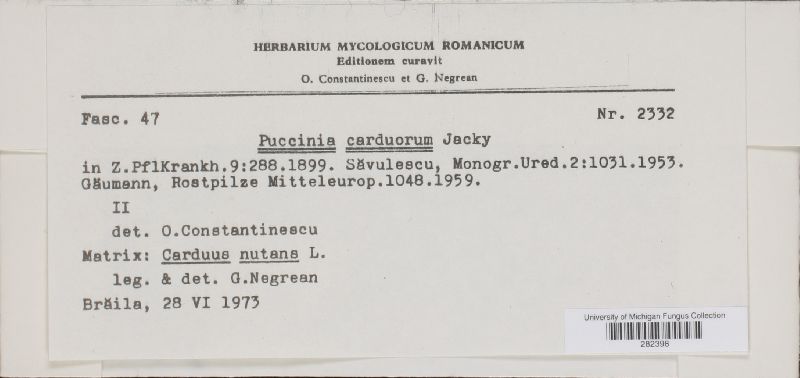 HERBARIUM MYCOLOGICUM ROMANICUM
Editionem curavit
O. Constantinescu et G. Negrean
Fasc. 47
Nr. 2332
Puccinia carduorum Jacky
in Z.PflKrankh.9:288.1899. Săvulescu, Monogr.Ured.2:1031.1953.
Gäumann, Rostpilze Mitteleurop.1048.1959.
II
det. O.Constantinescu
Matrix: Carduus nutans L.
leg. & det. G.Negrean
Brăila, 28 VI 1973
University of Michigan Fungus Collection
282398